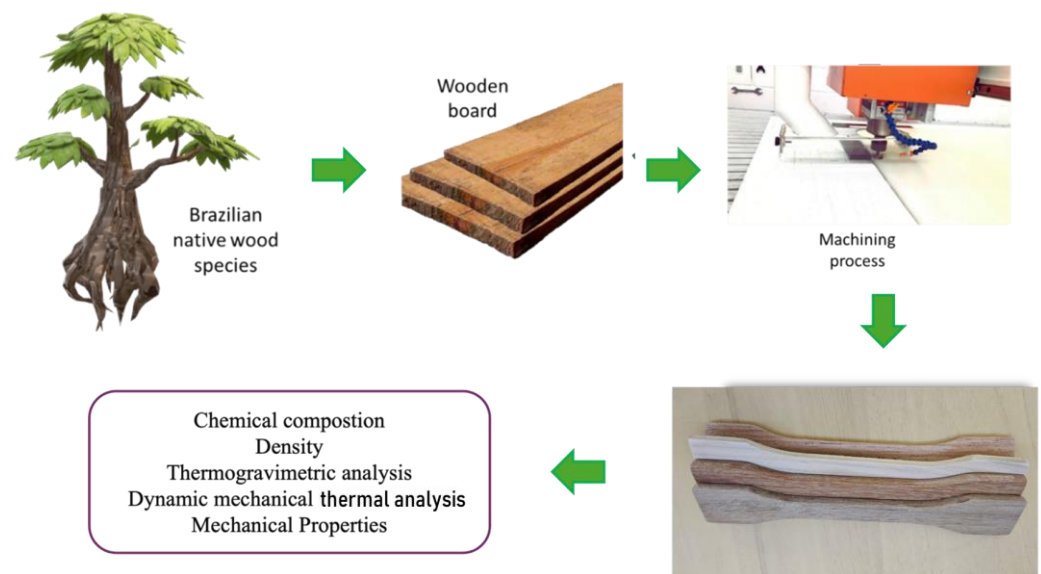 Wooden
board
Brazilian
native wood
species
Machining
process
Chemical compostion
Density
Thermogravimetric analysis
Dynamic mechanical thermal analysis
Mechanical Properties